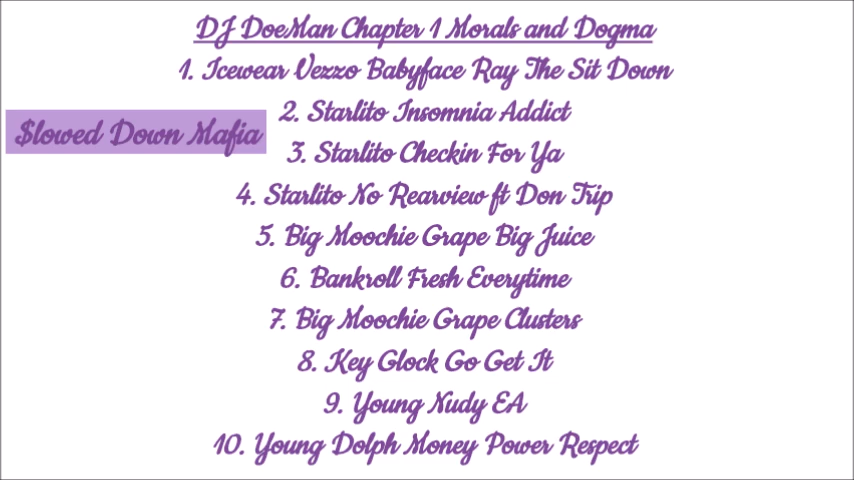 DJ DoeMan Chapter 1 Morals and Dogma
1. Icewear Vezzo Babyface Ray The Sit Down
2. Starlito Insomnia Addict
$lowed Down Mafia
3. Starlito Checkin For Ya
4. Starlito No Rearview ft Don Trip
5. Big Moochie Grape Big Juice
6. Bankroll Fresh Everytime
7. Big Moochie Grape Clusters
8. Key Glock Go Get It
9. Young Nudy EA
10. Young Dolph Money Power Respect